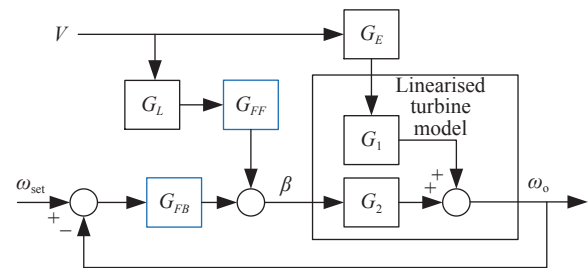 V
G_E
Linearised
turbine
model
G_L
G_FF
G_1
+
ω_set
G_FB
β
+
G_2
ω_o
+
−